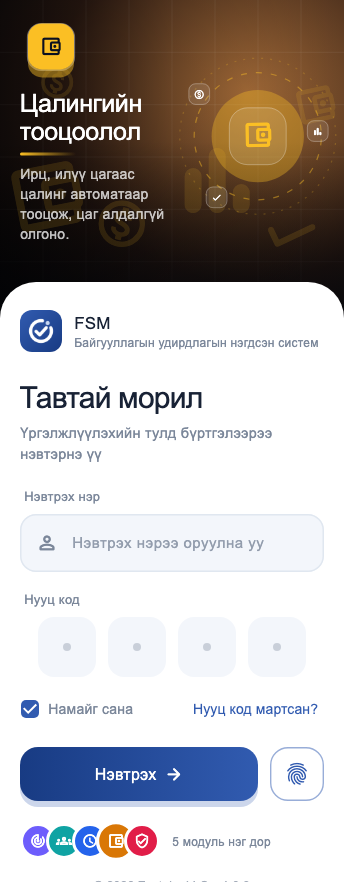 Цалингийн
тооцоолол
Ирц, илүү цагаас
цалинг автоматаар
тооцож, цаг алдалгүй
олгоно.
FSM
Байгууллагын удирдлагын нэгдсэн систем
Тавтай морил
Үргэлжлүүлэхийн тулд бүртгэлээрээ
нэвтэрнэ үү
Нэвтрэх нэр
Нэвтрэх нэрээ оруулна уу
Нууц код
Намайг сана
Нууц код мартсан?
Нэвтрэх
5 модуль нэг дор